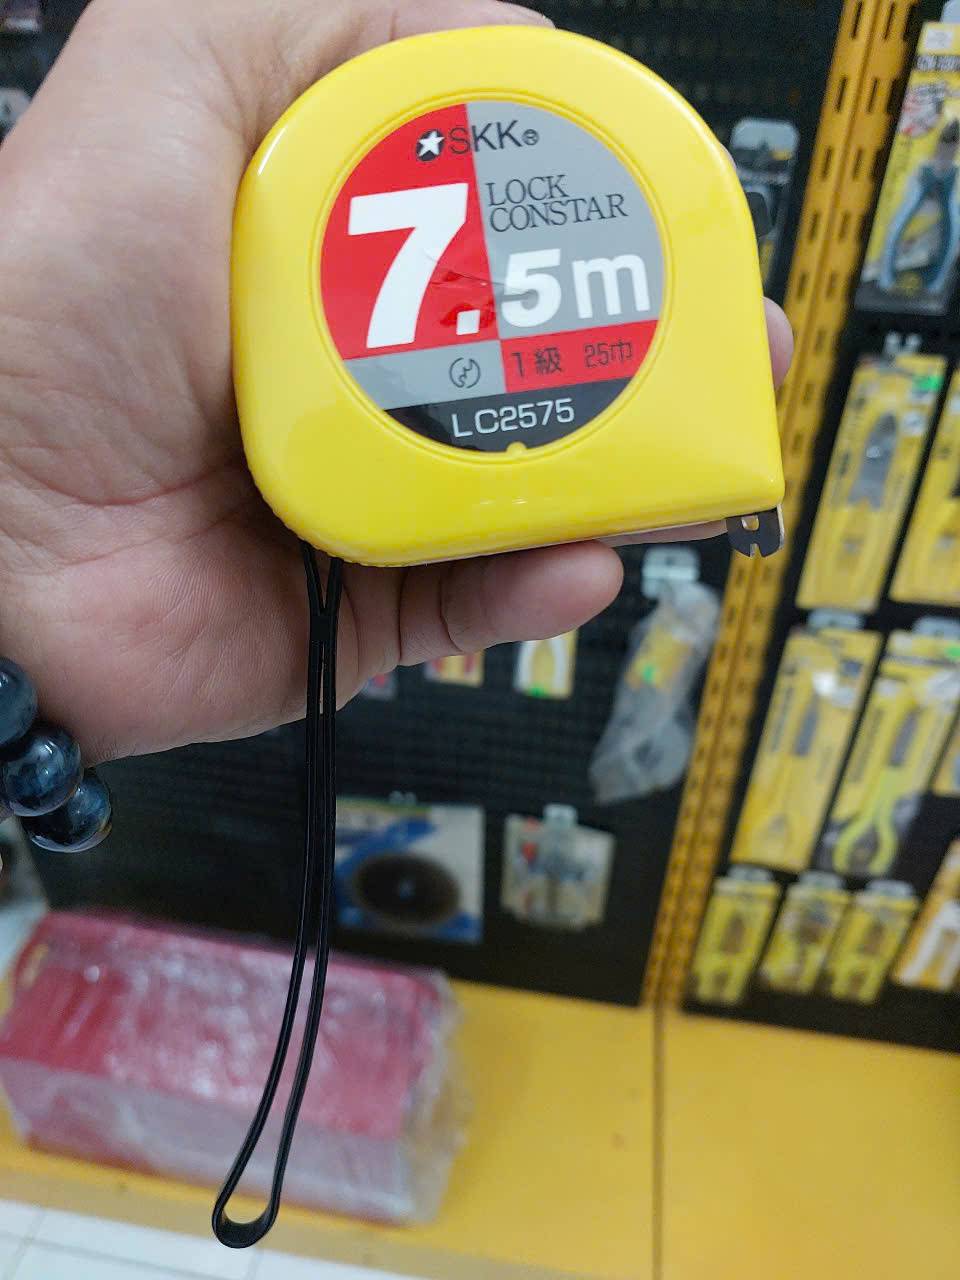 SKK®
LOCK
CONSTAR
7.5m
1級 25巾
LC2575